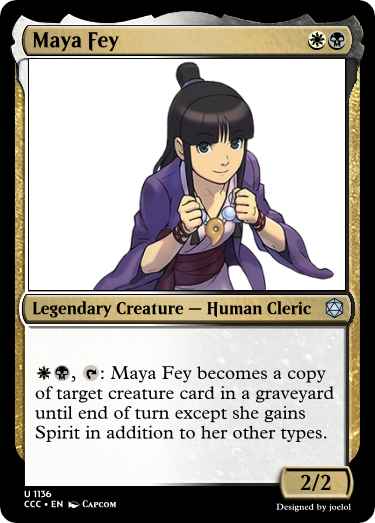 Maya Fey
Legendary Creature — Human Cleric
, : Maya Fey becomes a copy
of target creature card in a graveyard
until end of turn except she gains
Spirit in addition to her other types.
2/2
U 1136
CCC • EN Capcom
Designed by joelol